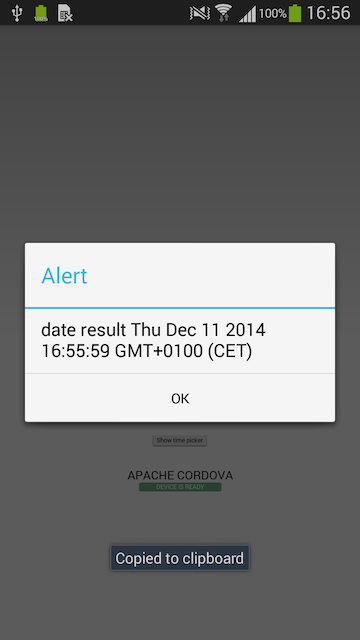 100%
100%
16:56
Alert
date result Thu Dec 11 2014
16:55:59 GMT+0100 (CET)
OK
Show time picker
APACHE CORDOVA
DEVICE IS READY
Copied to clipboard